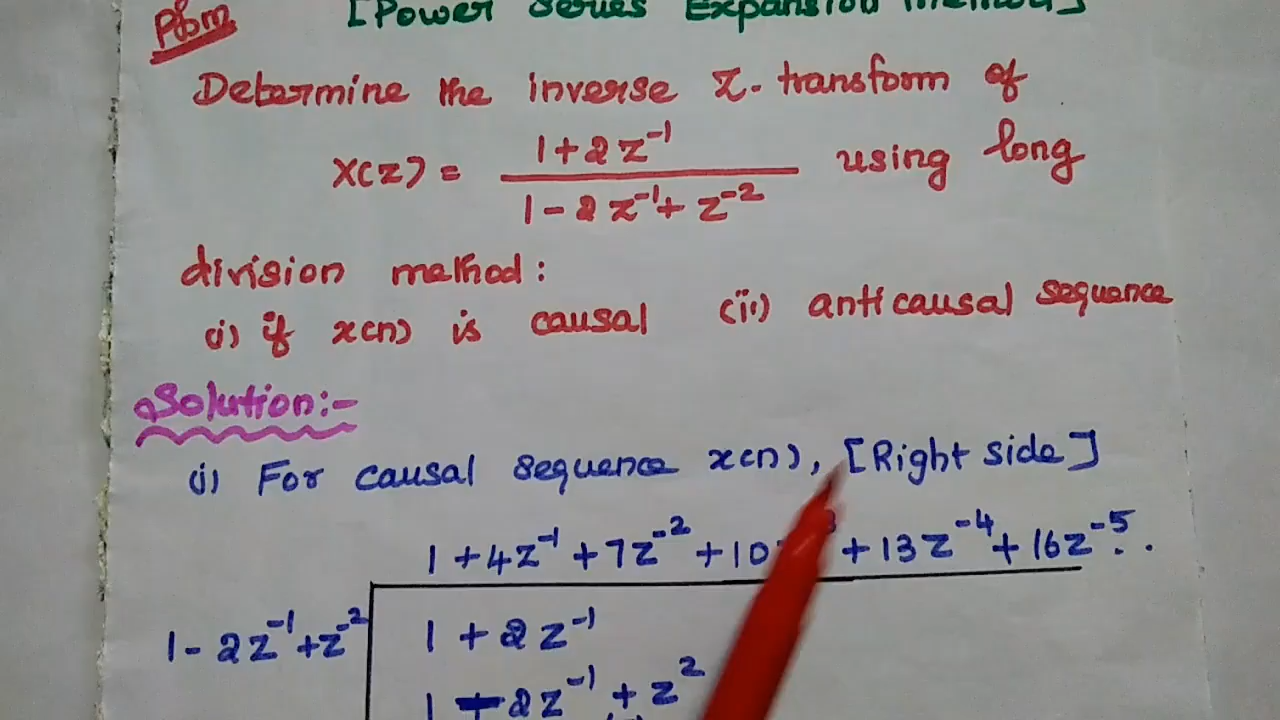 Pbm [Power Series Expansion Method]
Determine the inverse Z-transform of
X(Z) = 1+2z⁻¹ / 1-2z⁻¹+z⁻² using long
division method:
(i) if x(n) is causal (ii) anticausal sequence
Solution:-
(i) For causal sequence x(n), [Right side]
1+4z⁻¹+7z⁻²+10 +13z⁻⁴+16z⁻⁵..
1-2z⁻¹+z⁻² 1+2z⁻¹
1-2z⁻¹+z²